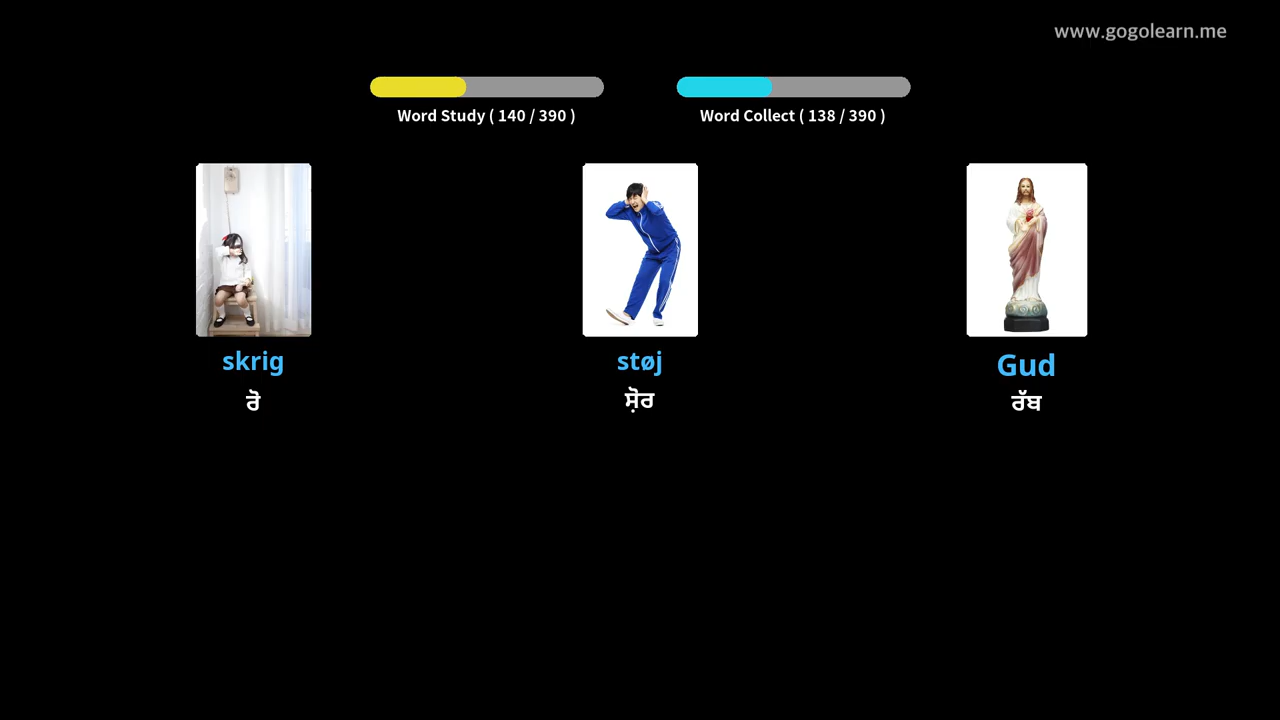 www.gogolearn.me
Word Study ( 140 / 390 )
Word Collect ( 138 / 390 )
skrig
støj
Gud
ਰੋ
ਸ਼ੋਰ
ਰੱਬ